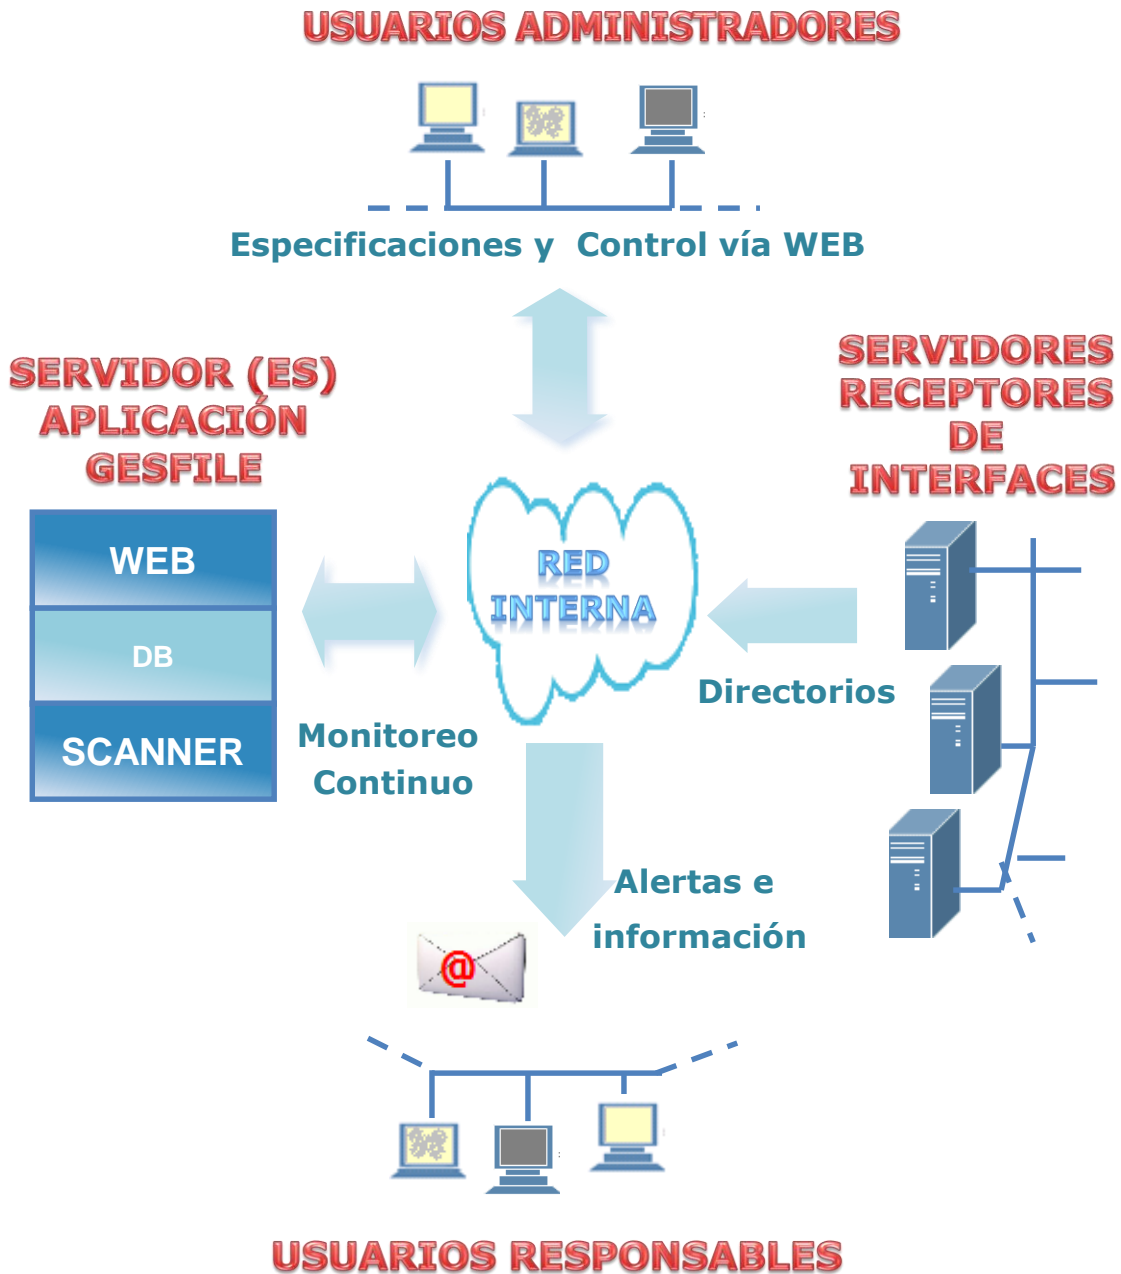 USUARIOS ADMINISTRADORES
Especificaciones y Control vía WEB
SERVIDOR (ES)
APLICACIÓN
GESFILE
WEB
DB
SCANNER
SERVIDORES
RECEPTORES
DE
INTERFACES
RED
INTERNA
Directorios
Monitoreo
Continuo
Alertas e
información
@
USUARIOS RESPONSABLES